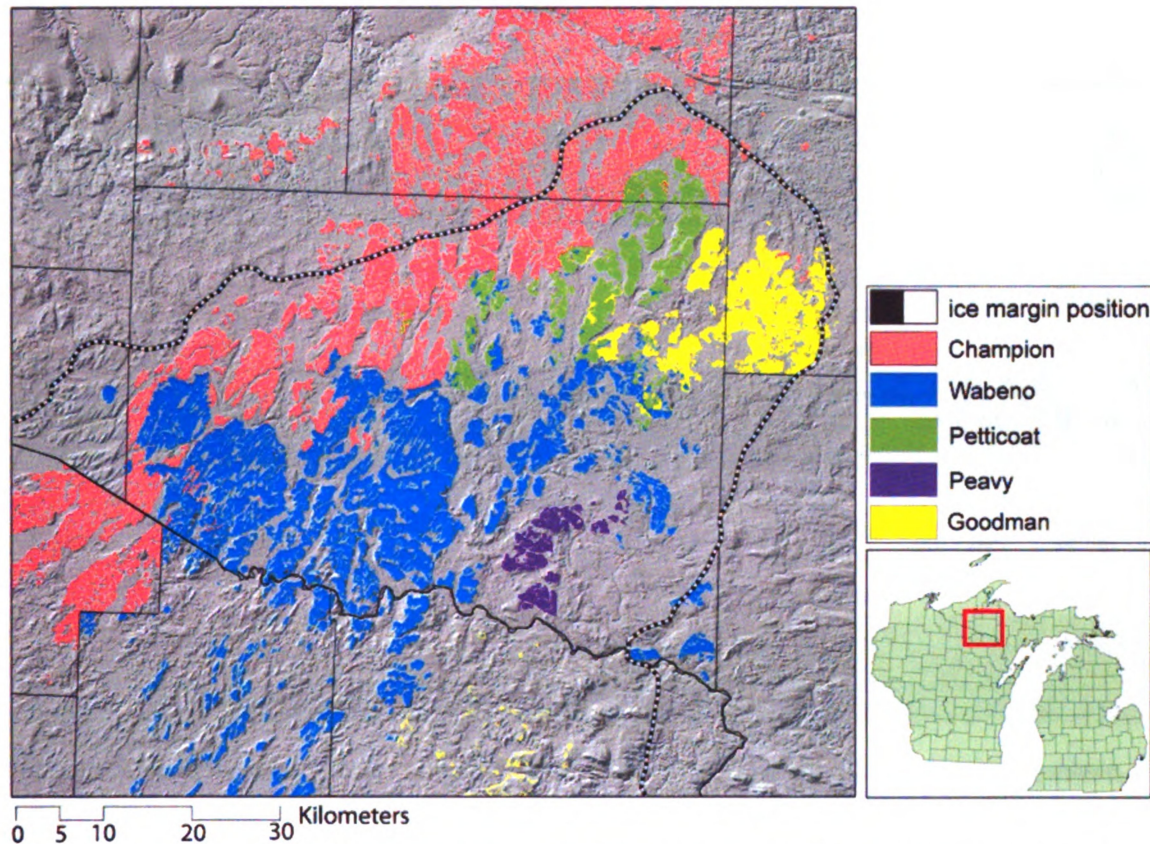 ice margin position
Champion
Wabeno
Petticoat
Peavy
Goodman
Kilometers
0 5 10 20 30